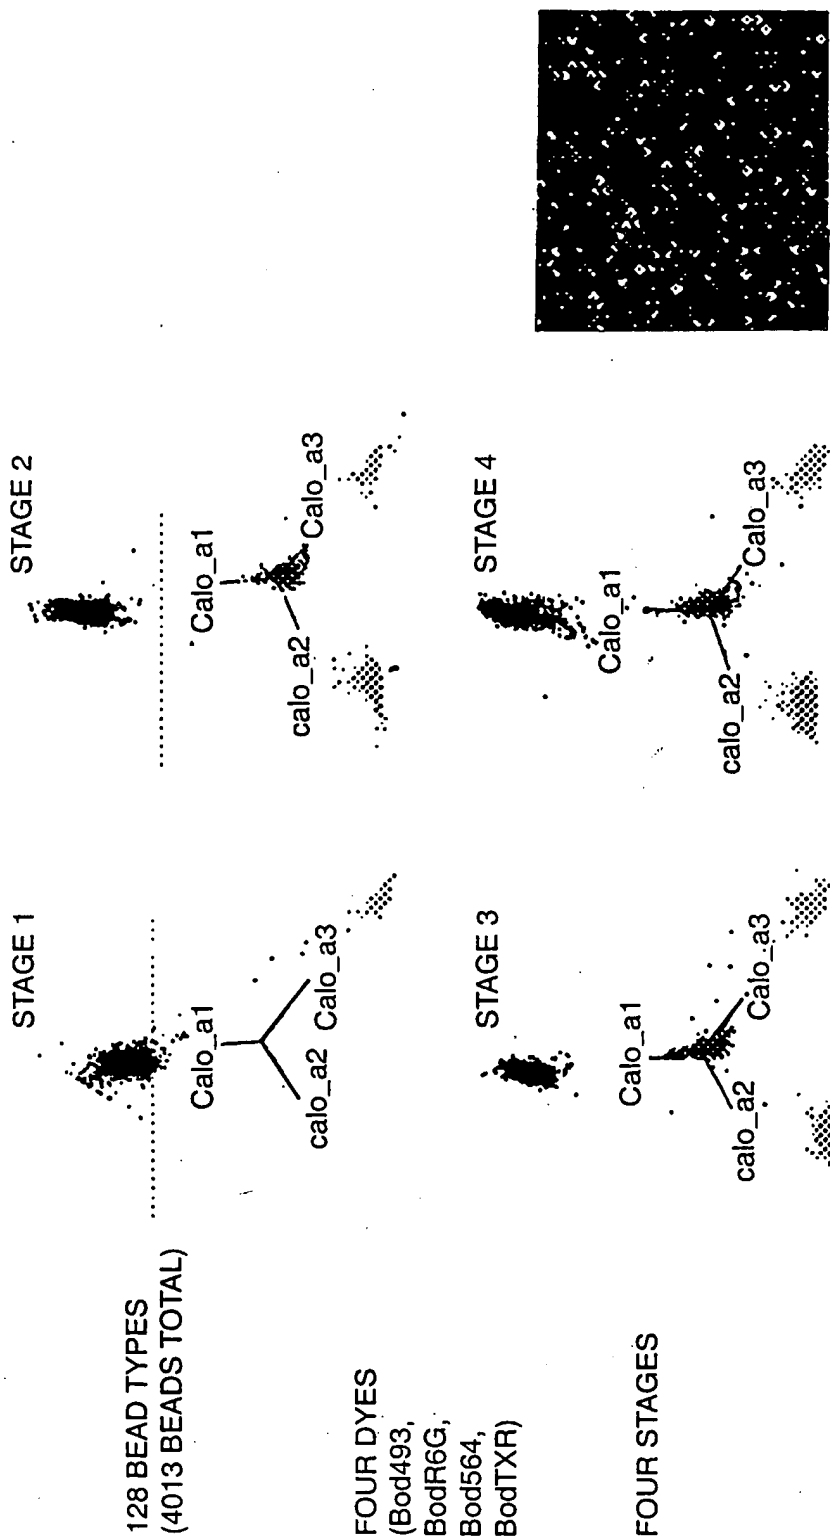 128 BEAD TYPES
(4013 BEADS TOTAL)
FOUR DYES
(Bod493,
BodR6G,
Bod564,
BodTXR)
FOUR STAGES
STAGE 1
Calo_a1
calo_a2
Calo_a3
STAGE 2
Calo_a1
calo_a2
Calo_a3
STAGE 3
Calo_a1
calo_a2
Calo_a3
STAGE 4
Calo_a1
calo_a2
Calo_a3